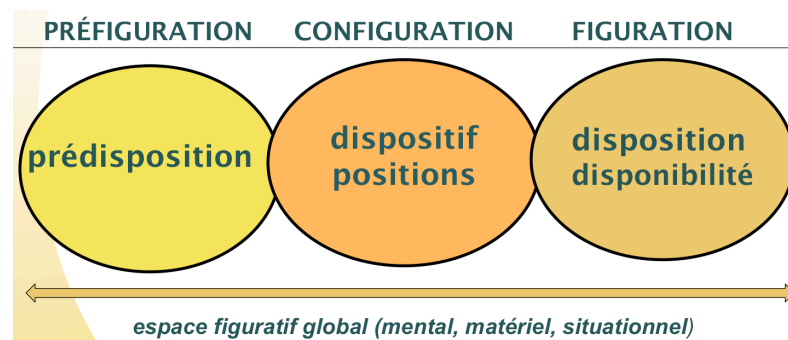 PRÉFIGURATION CONFIGURATION FIGURATION
prédisposition
dispositif
positions
disposition
disponibilité
espace figuratif global (mental, matériel, situationnel)